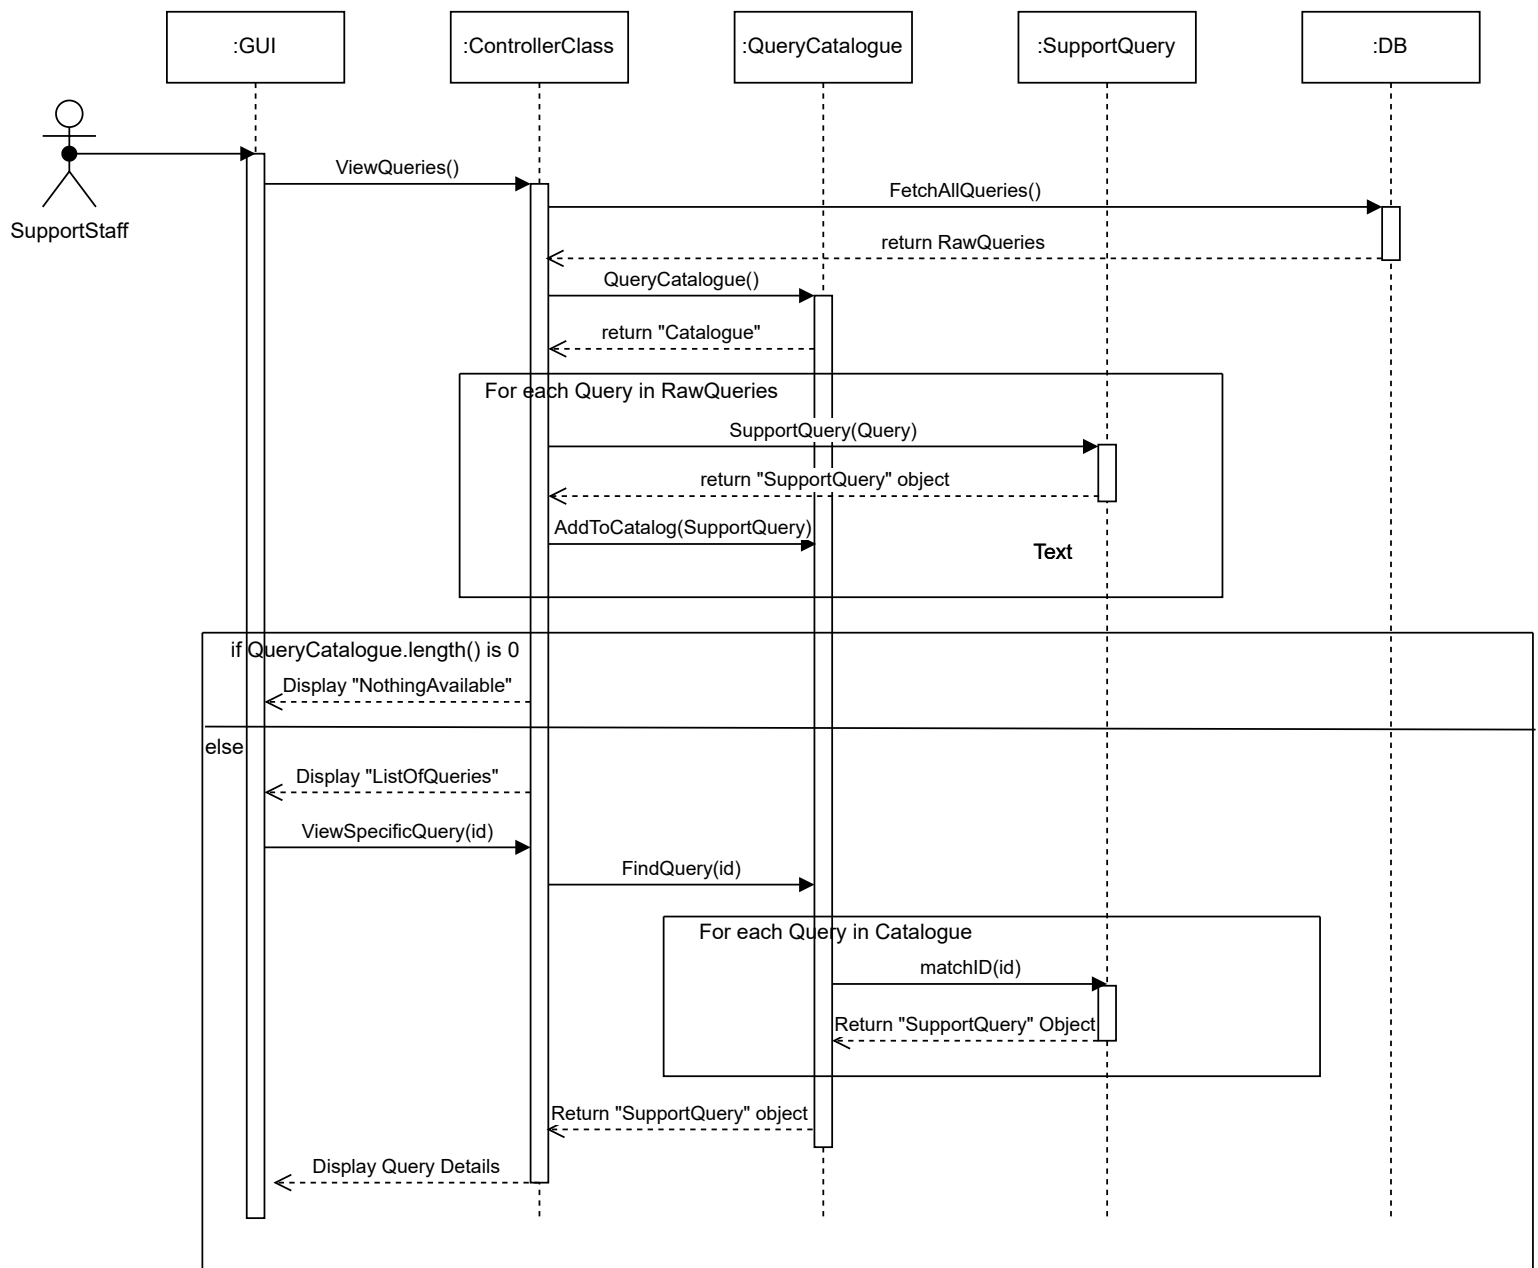 :GUI
:ControllerClass
:QueryCatalogue
:SupportQuery
:DB
SupportStaff
ViewQueries()
FetchAllQueries()
return RawQueries
QueryCatalogue()
return "Catalogue"
For each Query in RawQueries
SupportQuery(Query)
return "SupportQuery" object
AddToCatalog(SupportQuery)
Text
if QueryCatalogue.length() is 0
Display "NothingAvailable"
else
Display "ListOfQueries"
ViewSpecificQuery(id)
FindQuery(id)
For each Query in Catalogue
matchID(id)
Return "SupportQuery" Object
Return "SupportQuery" object
Display Query Details